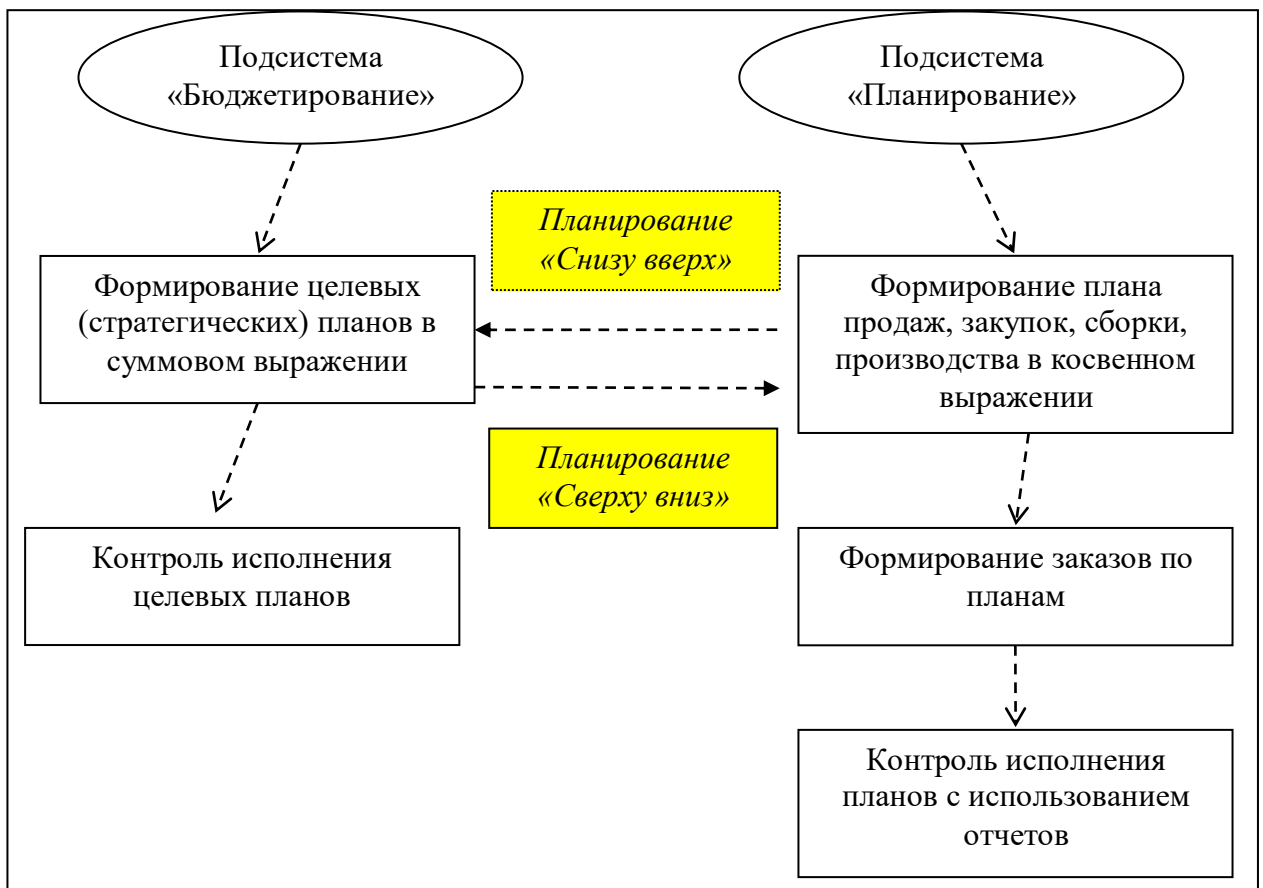 Подсистема
«Бюджетирование»
Подсистема
«Планирование»
Планирование
«Снизу вверх»
Формирование целевых
(стратегических) планов в
суммовом выражении
Формирование плана
продаж, закупок, сборки,
производства в косвенном
выражении
Планирование
«Сверху вниз»
Контроль исполнения
целевых планов
Формирование заказов по
планам
Контроль исполнения
планов с использованием
отчетов